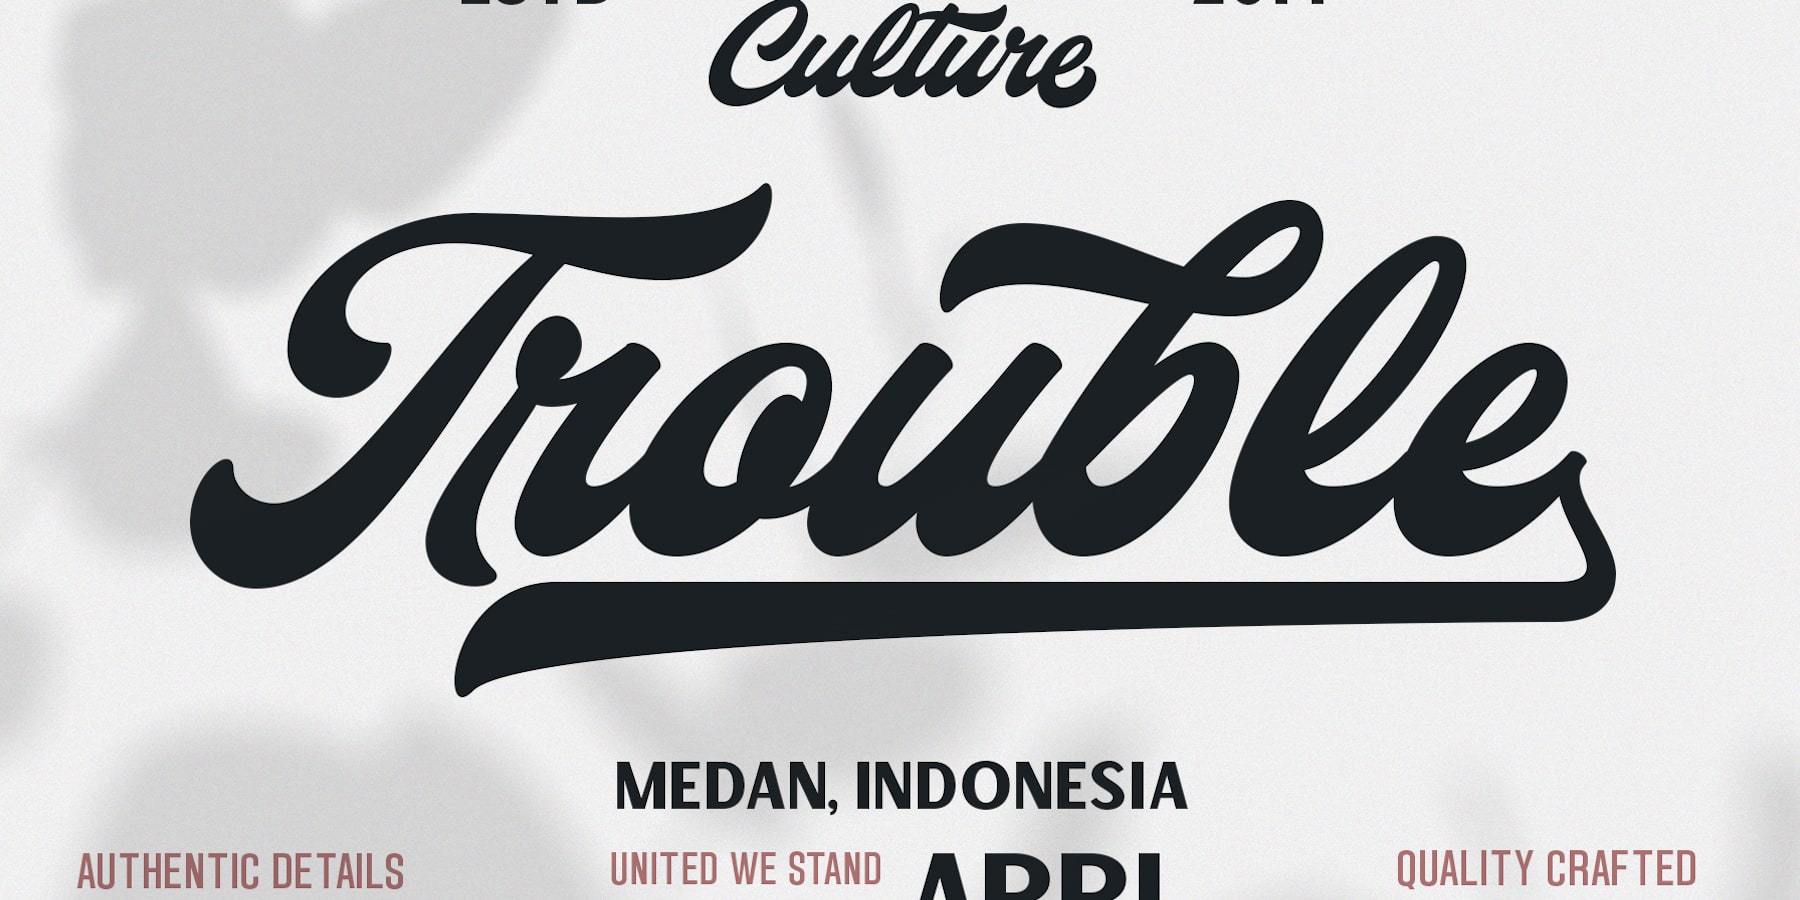 Culture
Trouble
MEDAN, INDONESIA
AUTHENTIC DETAILS
UNITED WE STAND
QUALITY CRAFTED